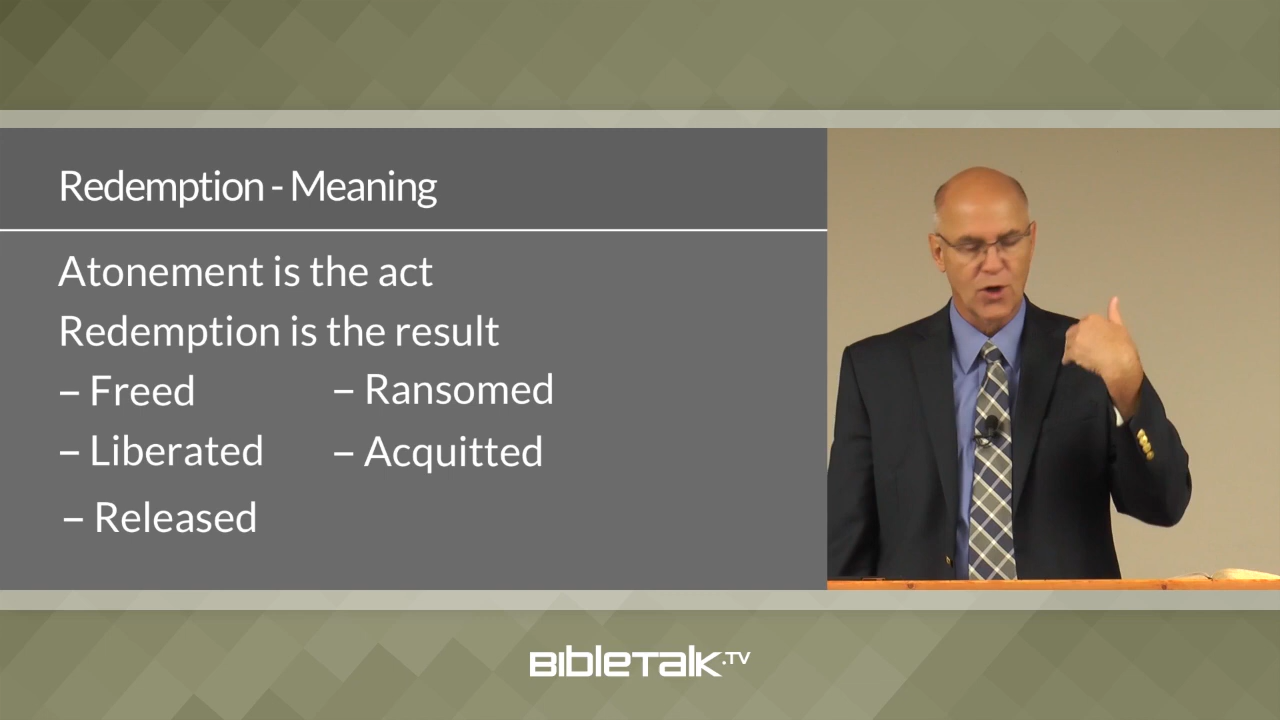 Redemption - Meaning
Atonement is the act
Redemption is the result
– Freed – Ransomed
– Liberated – Acquitted
– Released
BibleTalk.TV